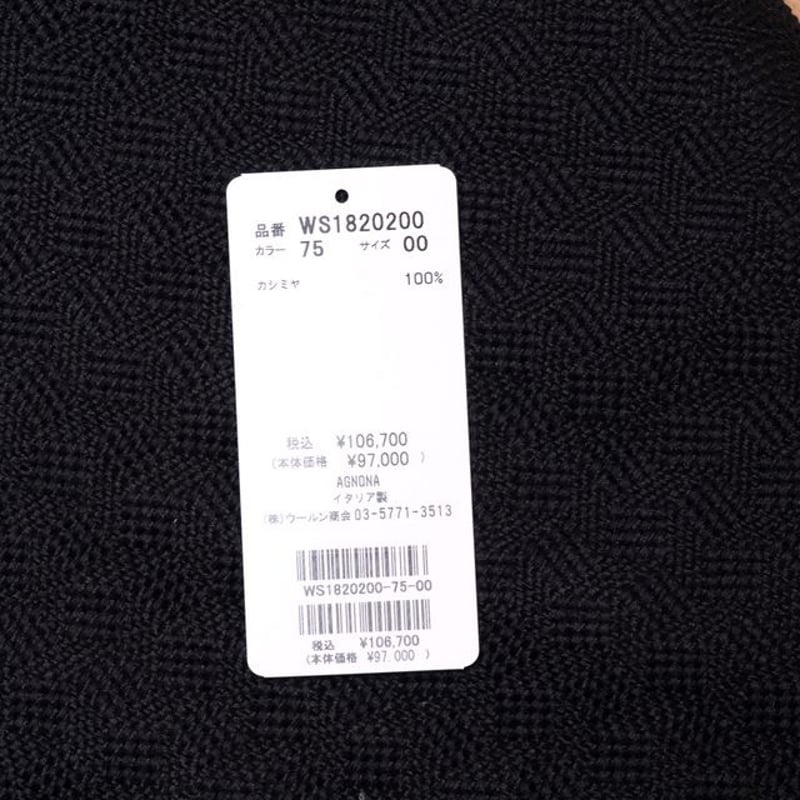 品番 WS1820200
カラー 75 サイズ 00
カシミヤ 100%
税込 ¥106,700
(本体価格 ¥97,000 )
AGNONA
イタリア製
(株)ウールン商会 03-5771-3513
WS1820200-75-00
税込 ¥106,700
(本体価格 ¥97,000 )